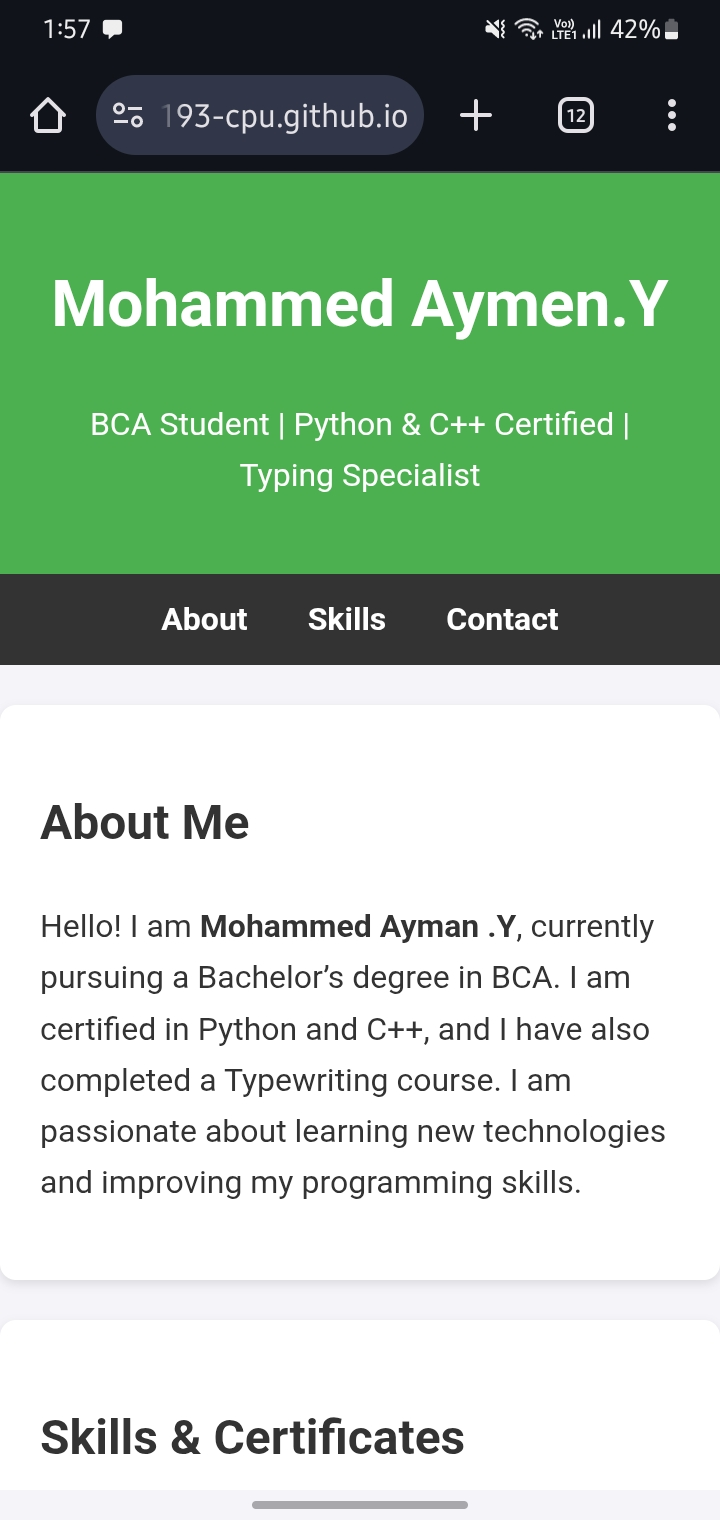 1:57
Vo)) LTE1 42%
193-cpu.github.io
12
Mohammed Aymen.Y
BCA Student | Python & C++ Certified |
Typing Specialist
About Skills Contact
About Me
Hello! I am Mohammed Ayman .Y, currently
pursuing a Bachelor’s degree in BCA. I am
certified in Python and C++, and I have also
completed a Typewriting course. I am
passionate about learning new technologies
and improving my programming skills.
Skills & Certificates